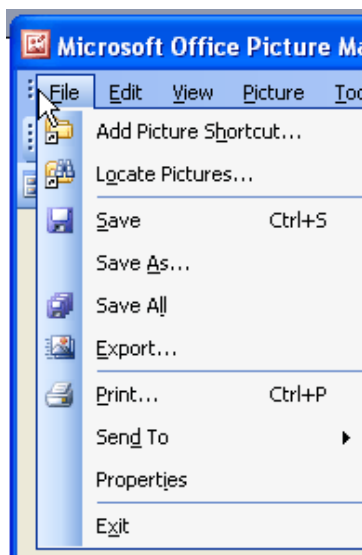 Microsoft Office Picture Ma
File Edit View Picture Too
Add Picture Shortcut...
Locate Pictures...
Save Ctrl+S
Save As...
Save All
Export...
Print... Ctrl+P
Send To
Properties
Exit